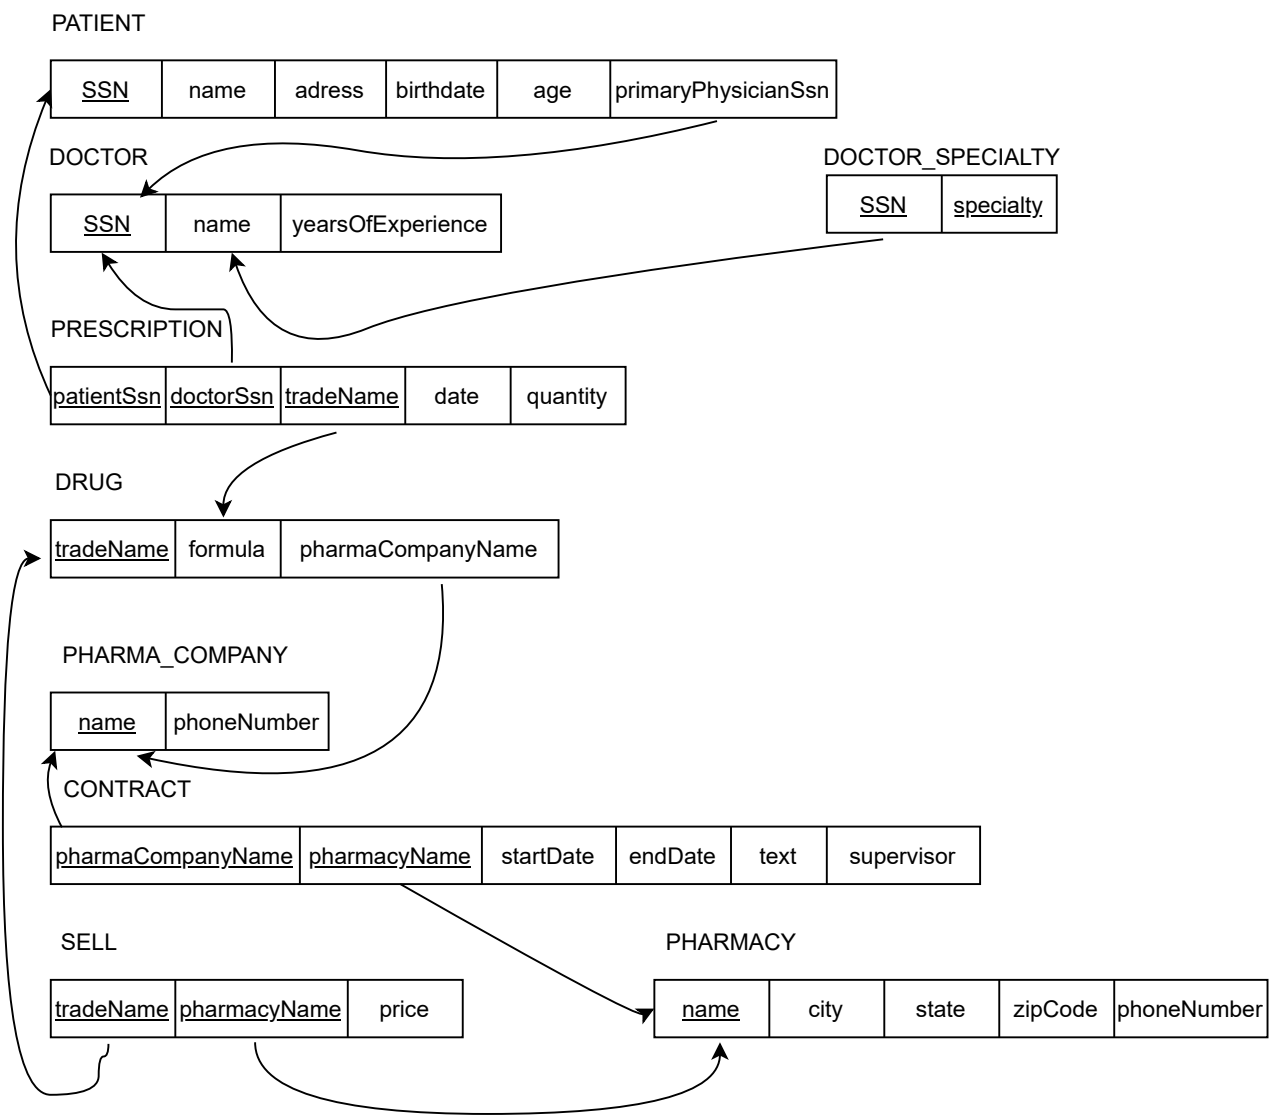 PATIENT
SSN name adress birthdate age primaryPhysicianSsn
DOCTOR DOCTOR_SPECIALTY
SSN specialty
SSN name yearsOfExperience
PRESCRIPTION
patientSsn doctorSsn tradeName date quantity
DRUG
tradeName formula pharmaCompanyName
PHARMA_COMPANY
name phoneNumber
CONTRACT
pharmaCompanyName pharmacyName startDate endDate text supervisor
SELL PHARMACY
tradeName pharmacyName price name city state zipCode phoneNumber